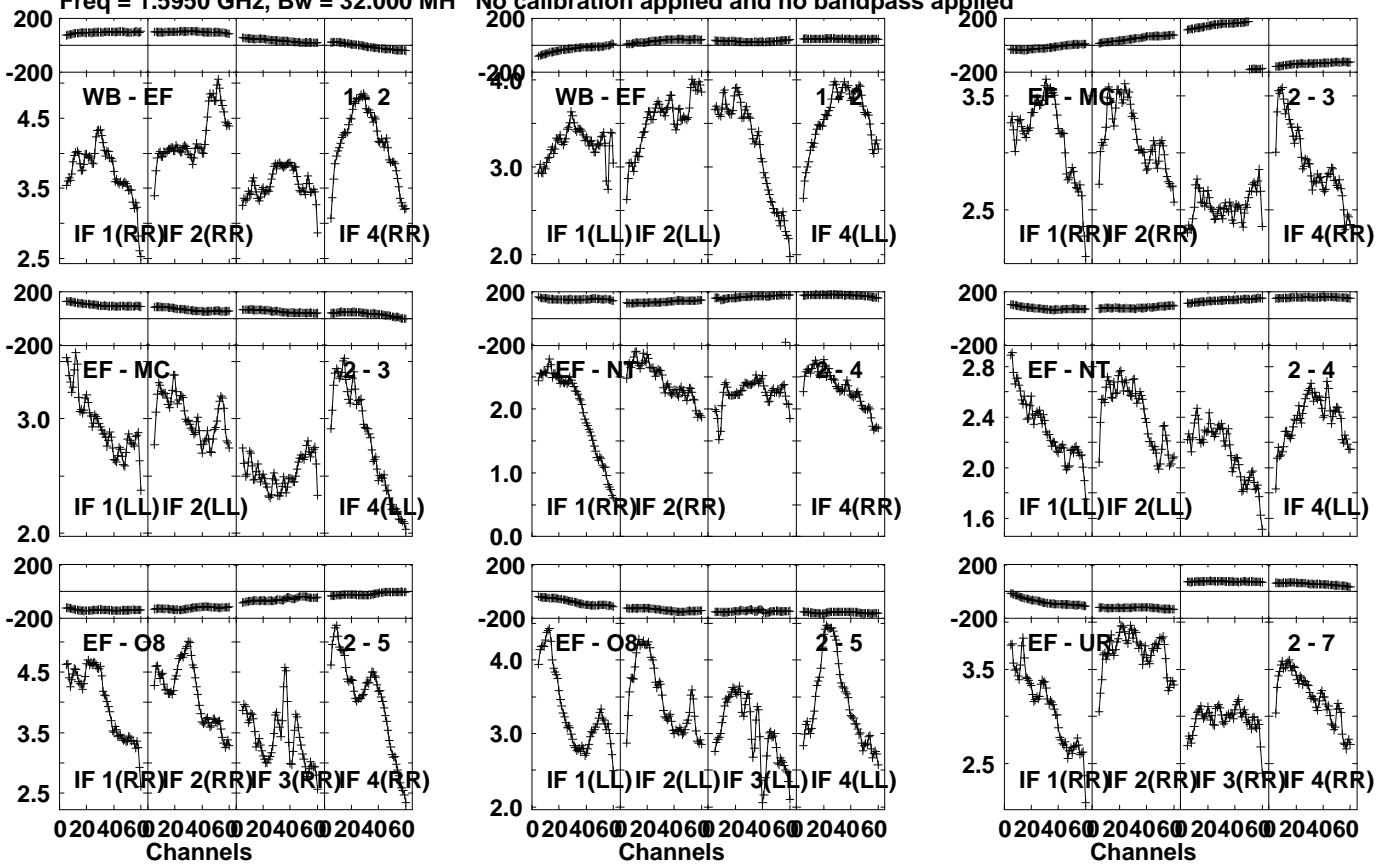 Freq = 1.5950 GHz, Bw = 32.000 MH No calibration applied and no bandpass applied
200
-200
4.5
3.5
2.5
WB - EF 1 - 2
IF 1(RR) IF 2(RR) IF 4(RR)
200
-200
4.0
3.0
2.0
WB - EF 1 - 2
IF 1(LL) IF 2(LL) IF 4(LL)
200
-200
3.5
2.5
EF - MC 2 - 3
IF 1(RR) IF 2(RR) IF 4(RR)
200
-200
3.0
2.0
EF - MC 2 - 3
IF 1(LL) IF 2(LL) IF 4(LL)
200
-200
2.0
1.0
0.0
EF - NT 2 - 4
IF 1(RR) IF 2(RR) IF 4(RR)
200
-200
2.8
2.4
2.0
1.6
EF - NT 2 - 4
IF 1(LL) IF 2(LL) IF 4(LL)
200
-200
4.5
3.5
2.5
EF - O8 2 - 5
IF 1(RR) IF 2(RR) IF 3(RR) IF 4(RR)
0 20 40 60 0 20 40 60 0 20 40 60 0 20 40 60
Channels
200
-200
4.0
3.0
2.0
EF - O8 2 - 5
IF 1(LL) IF 2(LL) IF 3(LL) IF 4(LL)
0 20 40 60 0 20 40 60 0 20 40 60 0 20 40 60
Channels
200
-200
3.5
2.5
EF - UR 2 - 7
IF 1(RR) IF 2(RR) IF 3(RR) IF 4(RR)
0 20 40 60 0 20 40 60 0 20 40 60 0 20 40 60
Channels